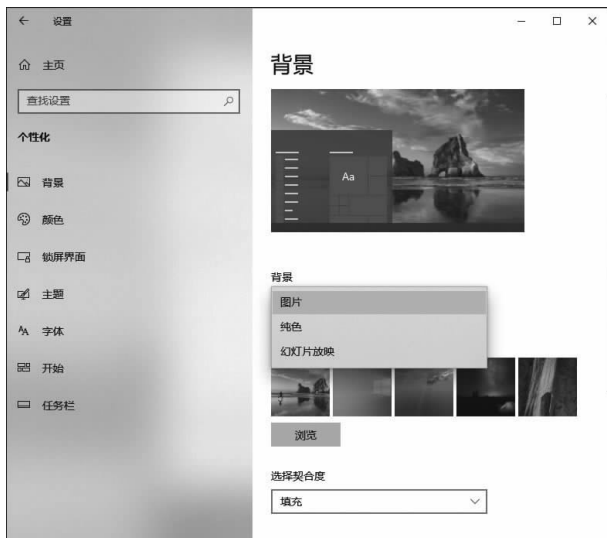 设置
主页
查找设置
个性化
背景
颜色
锁屏界面
主题
字体
开始
任务栏
背景
Aa
背景
图片
纯色
幻灯片放映
浏览
选择契合度
填充